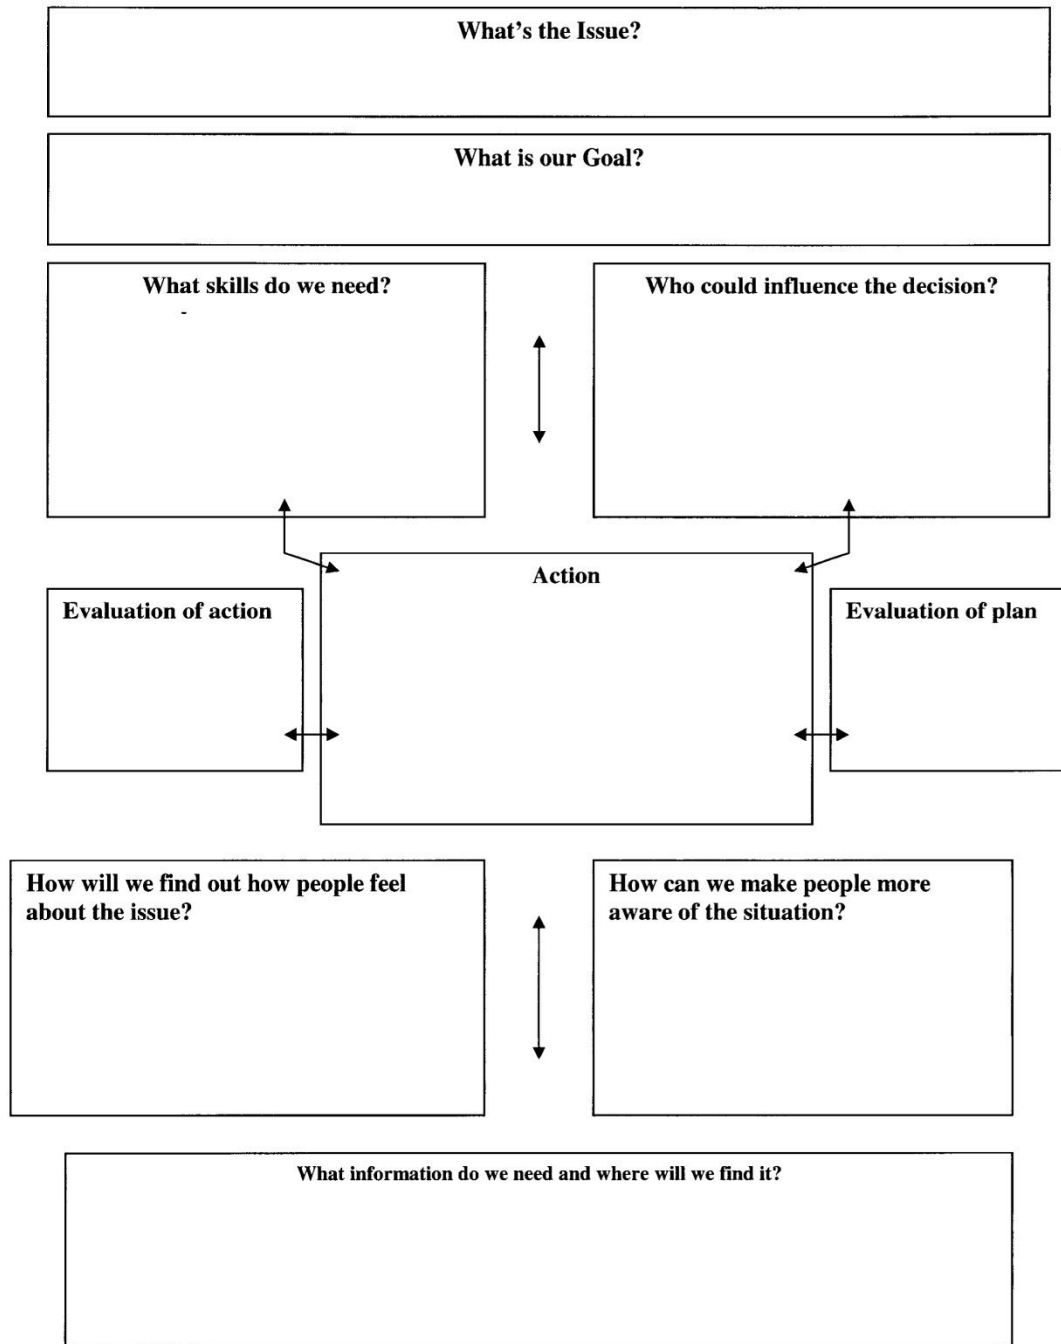 What's the Issue?
What is our Goal?
What skills do we need?
-
Who could influence the decision?
Action
Evaluation of action
Evaluation of plan
How will we find out how people feel
about the issue?
How can we make people more
aware of the situation?
What information do we need and where will we find it?